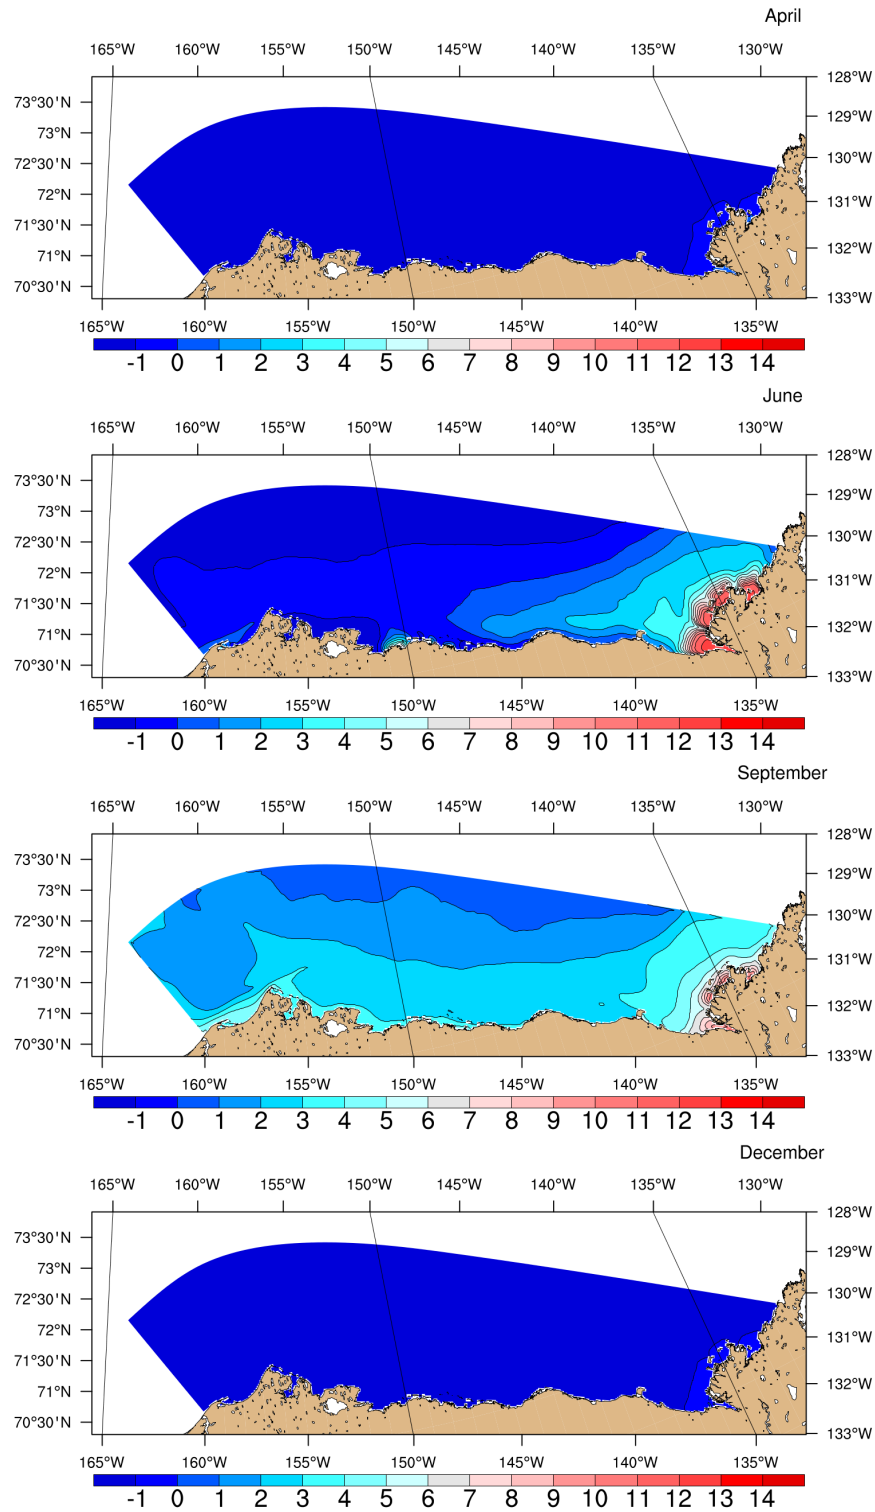 April
165°W 160°W 155°W 150°W 145°W 140°W 135°W 130°W
128°W
73°30'N 129°W
73°N
72°30'N 130°W
72°N 131°W
71°30'N
71°N 132°W
70°30'N 133°W
165°W 160°W 155°W 150°W 145°W 140°W 135°W
-1 0 1 2 3 4 5 6 7 8 9 10 11 12 13 14
June
165°W 160°W 155°W 150°W 145°W 140°W 135°W 130°W
128°W
73°30'N 129°W
73°N
72°30'N 130°W
72°N 131°W
71°30'N
71°N 132°W
70°30'N 133°W
165°W 160°W 155°W 150°W 145°W 140°W 135°W
-1 0 1 2 3 4 5 6 7 8 9 10 11 12 13 14
September
165°W 160°W 155°W 150°W 145°W 140°W 135°W 130°W
128°W
73°30'N 129°W
73°N
72°30'N 130°W
72°N 131°W
71°30'N
71°N 132°W
70°30'N 133°W
165°W 160°W 155°W 150°W 145°W 140°W 135°W
-1 0 1 2 3 4 5 6 7 8 9 10 11 12 13 14
December
165°W 160°W 155°W 150°W 145°W 140°W 135°W 130°W
128°W
73°30'N 129°W
73°N
72°30'N 130°W
72°N 131°W
71°30'N
71°N 132°W
70°30'N 133°W
165°W 160°W 155°W 150°W 145°W 140°W 135°W
-1 0 1 2 3 4 5 6 7 8 9 10 11 12 13 14